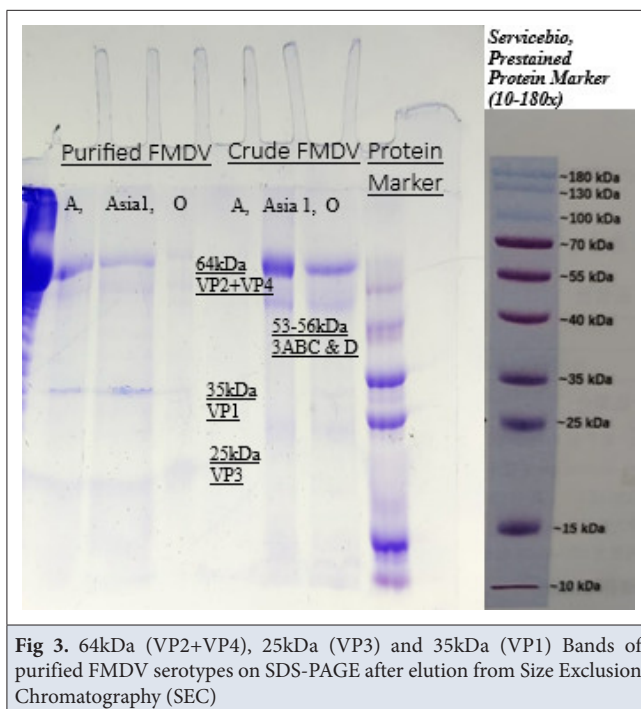 Servicebio,
Prestained
Protein Marker
(10-180x)
Purified FMDV Crude FMDV Protein
Marker
A, Asia1, O A, Asia 1, O
64kDa
VP2+VP4
53-56kDa
3ABC & D
35kDa
VP1
25kDa
VP3
~180 kDa
~130 kDa
~100 kDa
~70 kDa
~55 kDa
~40 kDa
~35 kDa
~25 kDa
~15 kDa
~10 kDa
Fig 3. 64kDa (VP2+VP4), 25kDa (VP3) and 35kDa (VP1) Bands of
purified FMDV serotypes on SDS-PAGE after elution from Size Exclusion
Chromatography (SEC)